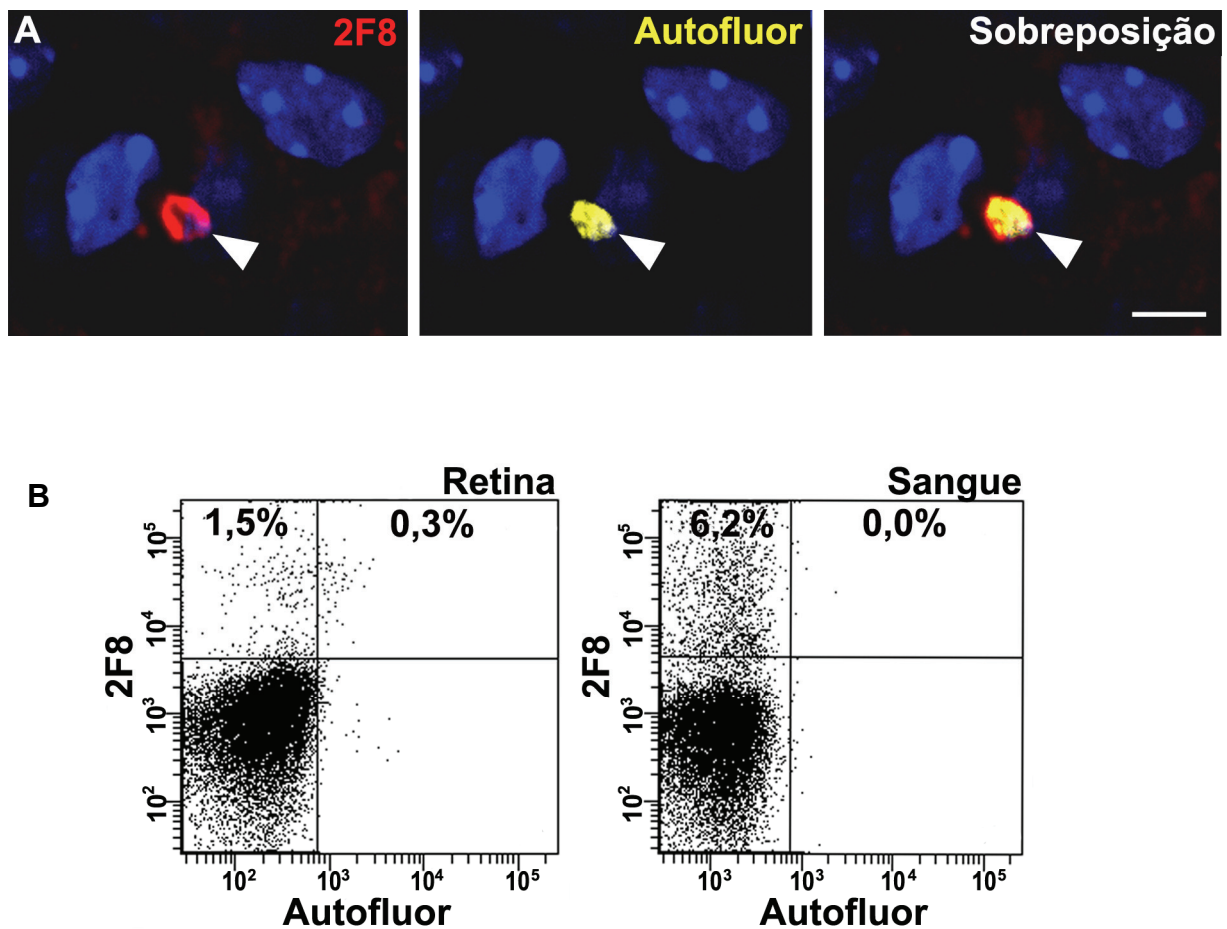 A
2F8
Autofluor
Sobreposição
B
Retina
1,5%
0,3%
10⁵
10⁴
10³
10²
2F8
10² 10³ 10⁴ 10⁵
Autofluor
Sangue
6,2%
0,0%
10⁵
10⁴
10³
10²
2F8
10³ 10³ 10⁴ 10⁵
Autofluor